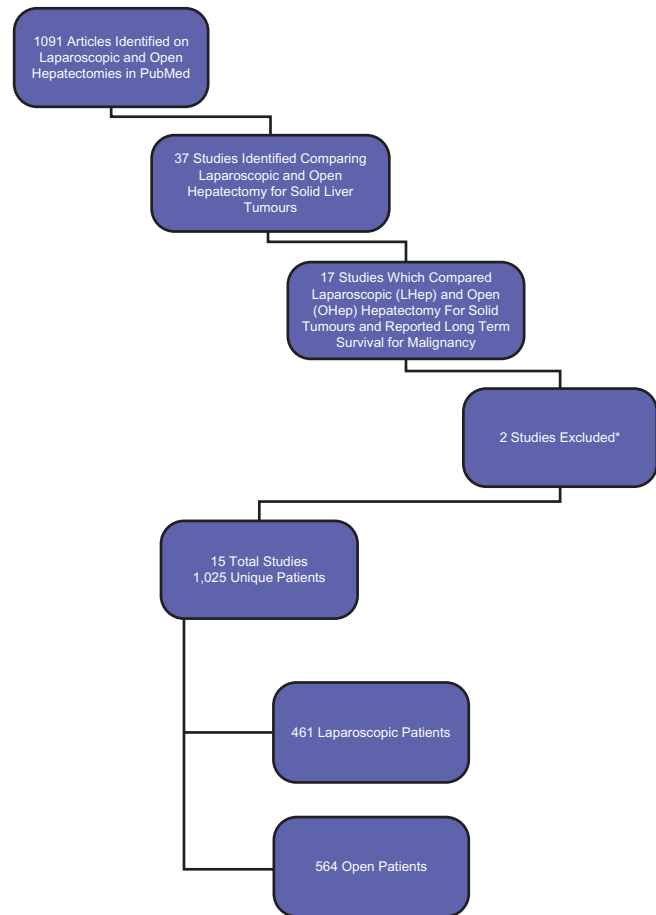 1091 Articles Identified on
Laparoscopic and Open
Hepatectomies in PubMed
37 Studies Identified Comparing
Laparoscopic and Open
Hepatectomy for Solid Liver
Tumours
17 Studies Which Compared
Laparoscopic (LHep) and Open
(OHep) Hepatectomy For Solid
Tumours and Reported Long Term
Survival for Malignancy
2 Studies Excluded*
15 Total Studies
1,025 Unique Patients
461 Laparoscopic Patients
564 Open Patients